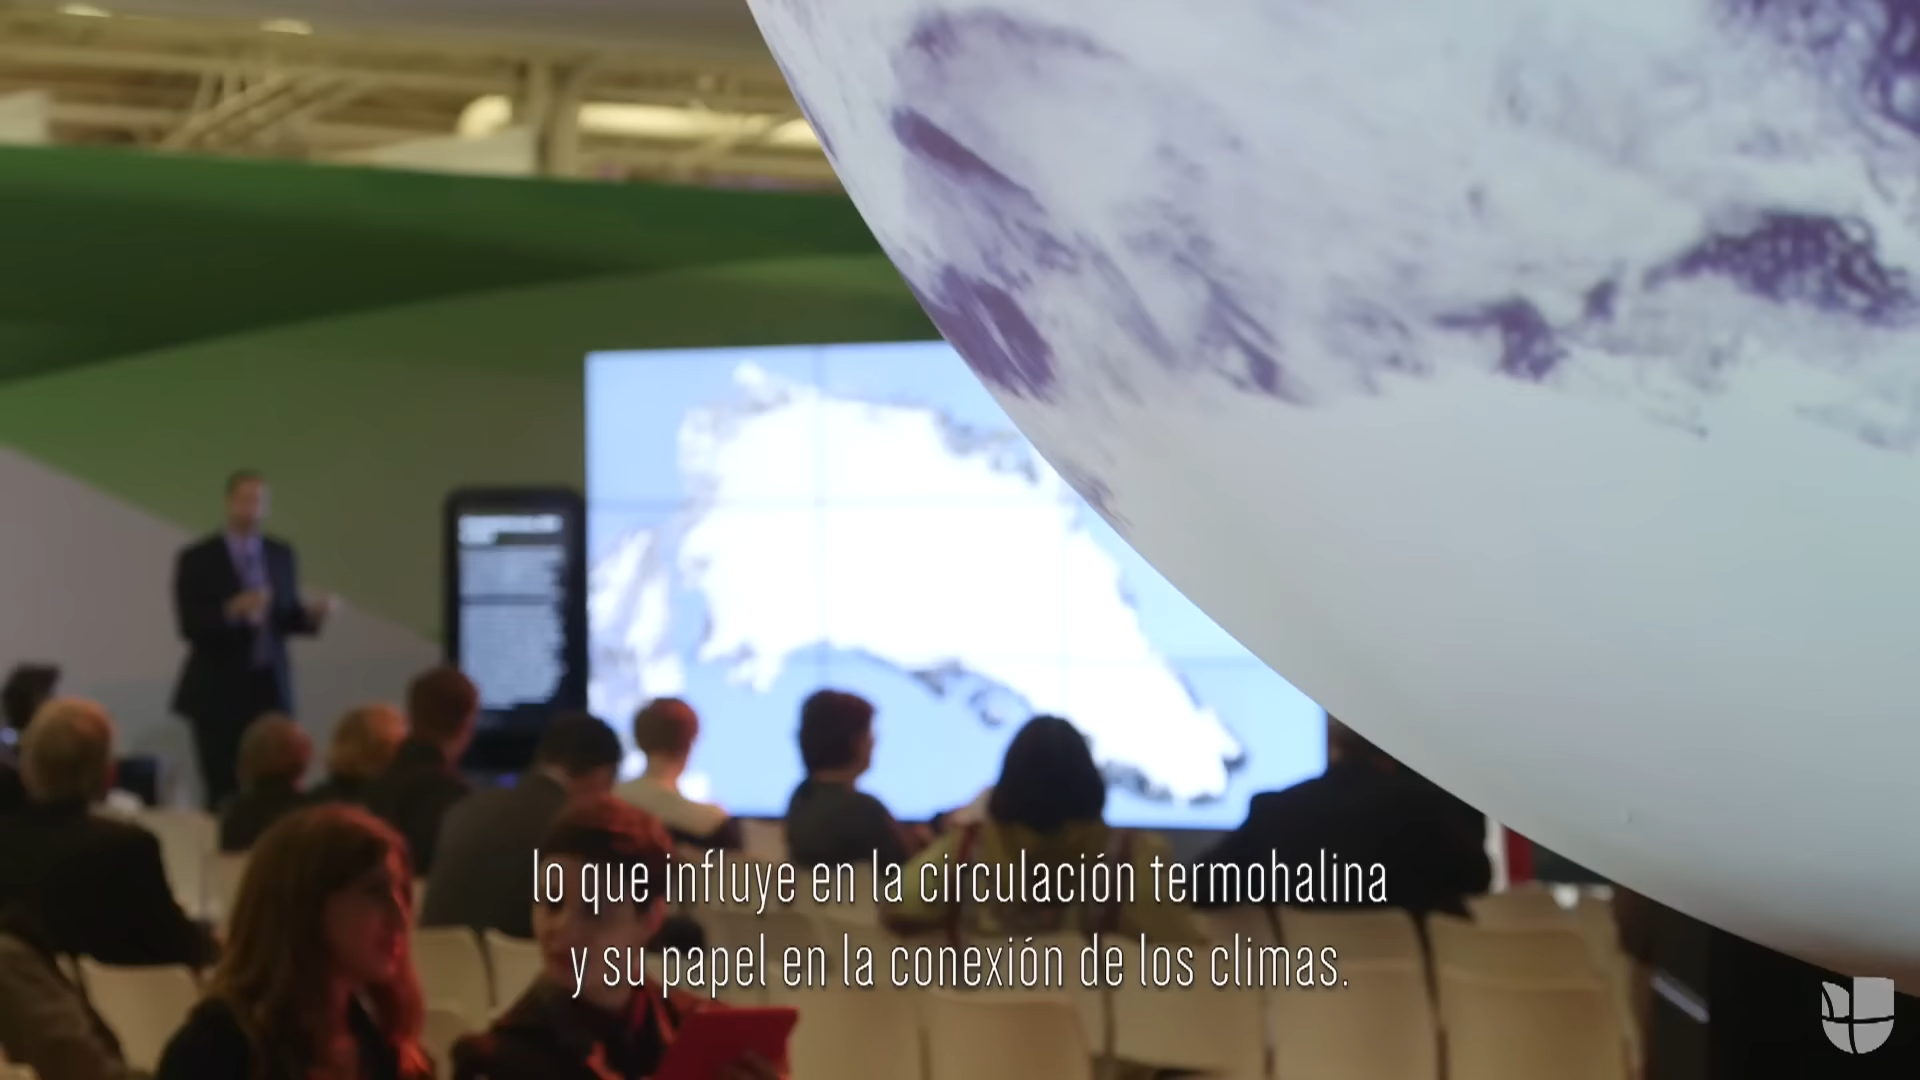 lo que influye en la circulación termohalina
y su papel en la conexión de los climas.